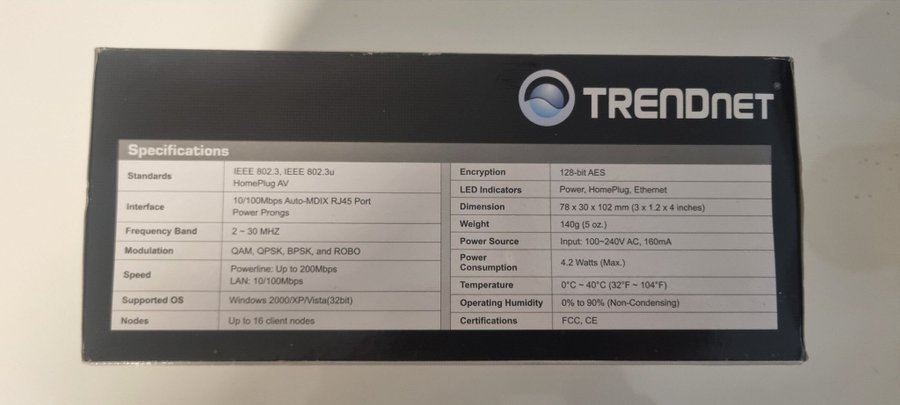 TRENDNET®
Specifications
Standards IEEE 802.3, IEEE 802.3u
HomePlug AV
Interface 10/100Mbps Auto-MDIX RJ45 Port
Power Prongs
Frequency Band 2 ~ 30 MHZ
Modulation QAM, QPSK, BPSK, and ROBO
Speed Powerline: Up to 200Mbps
LAN: 10/100Mbps
Supported OS Windows 2000/XP/Vista(32bit)
Nodes Up to 16 client nodes
Encryption 128-bit AES
LED Indicators Power, HomePlug, Ethernet
Dimension 78 x 30 x 102 mm (3 x 1.2 x 4 inches)
Weight 140g (5 oz.)
Power Source Input: 100~240V AC, 160mA
Power
Consumption 4.2 Watts (Max.)
Temperature 0°C ~ 40°C (32°F ~ 104°F)
Operating Humidity 0% to 90% (Non-Condensing)
Certifications FCC, CE